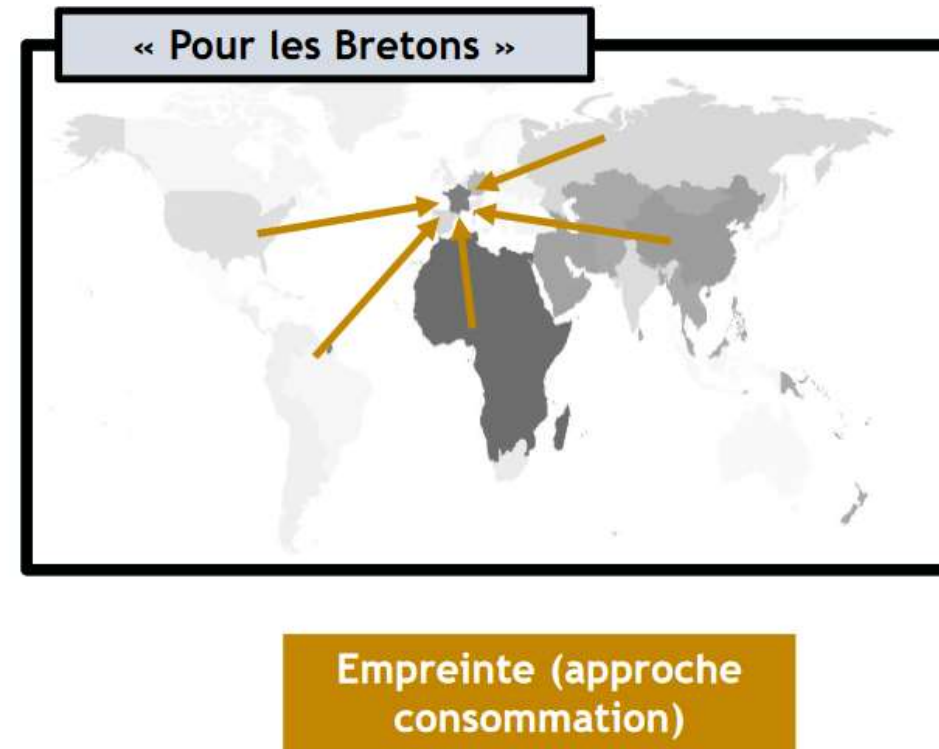 « Pour les Bretons »
Empreinte (approche
consommation)